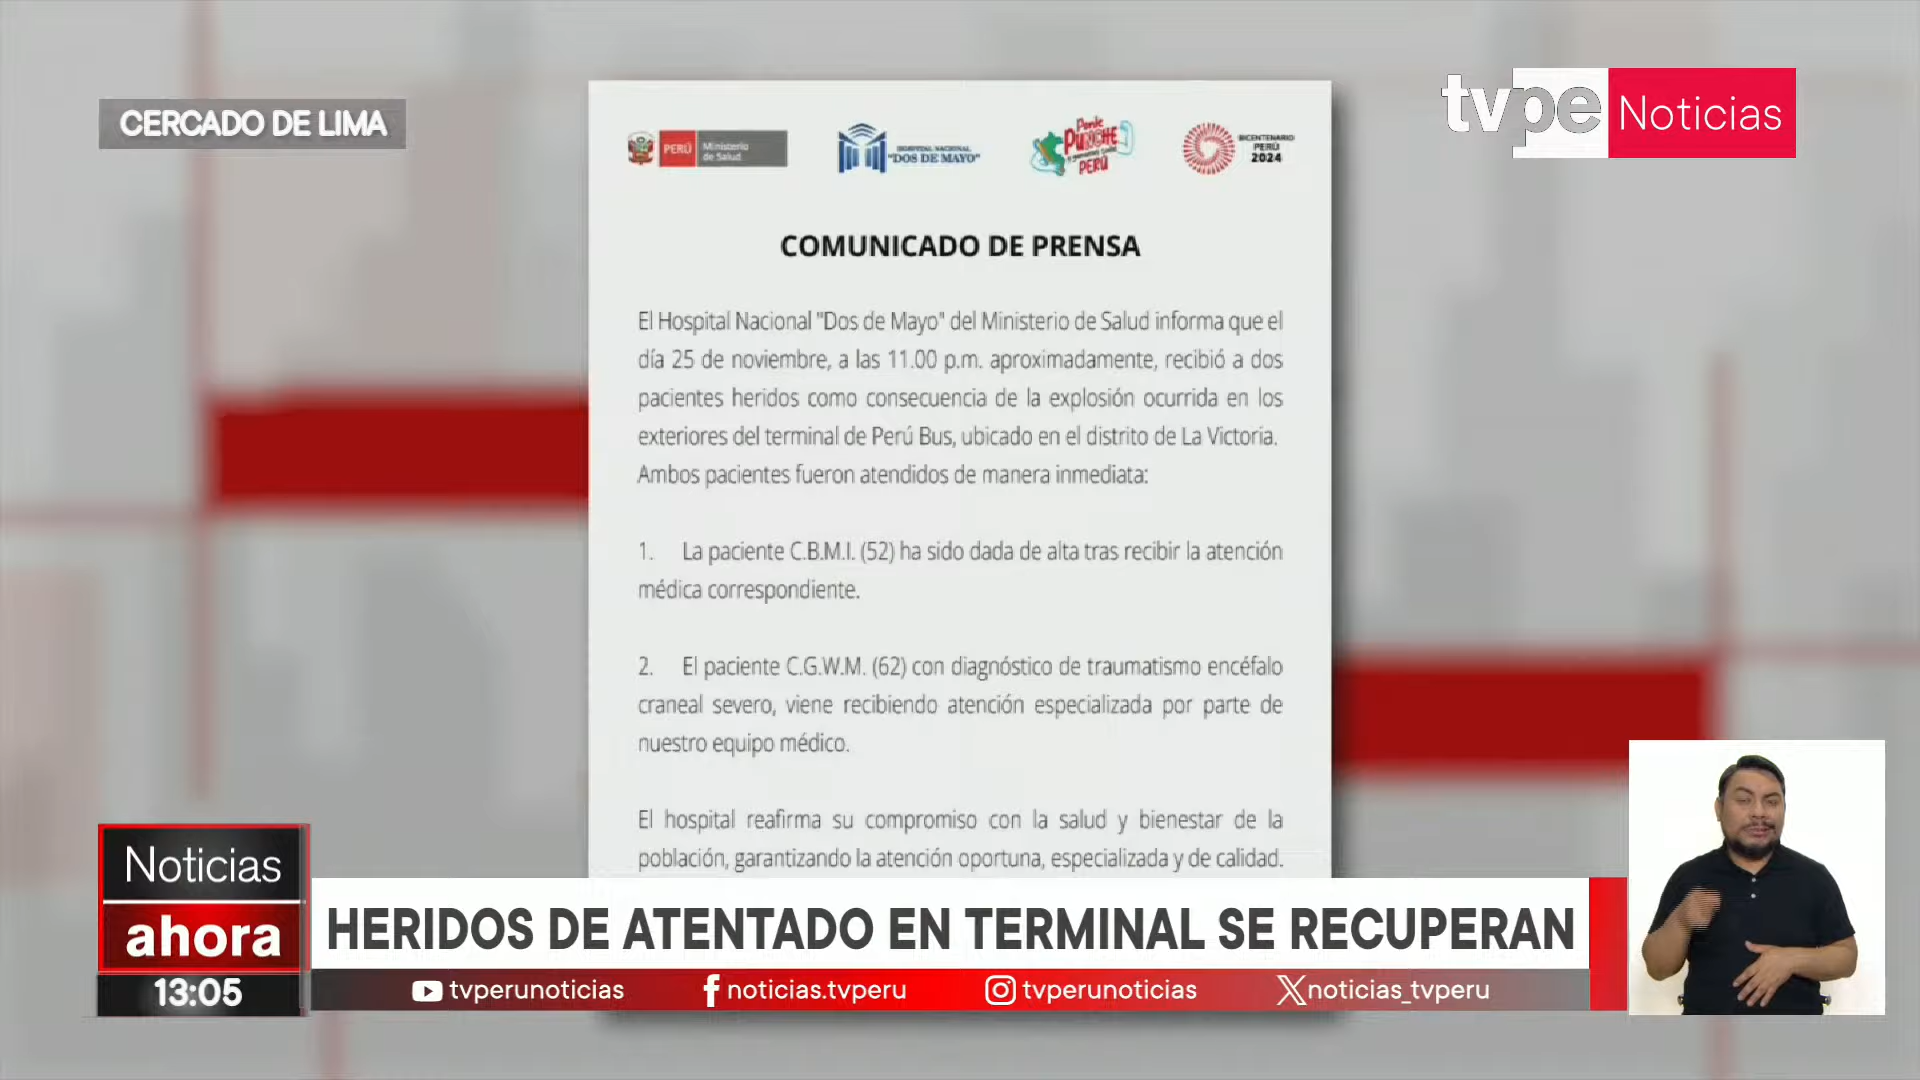 CERCADO DE LIMA
tvpe Noticias
PERÚ Ministerio de Salud
HOSPITAL NACIONAL "DOS DE MAYO"
Ponle PUNCHE PERÚ
BICENTENARIO PERÚ 2024
COMUNICADO DE PRENSA
El Hospital Nacional "Dos de Mayo" del Ministerio de Salud informa que el
día 25 de noviembre, a las 11.00 p.m. aproximadamente, recibió a dos
pacientes heridos como consecuencia de la explosión ocurrida en los
exteriores del terminal de Perú Bus, ubicado en el distrito de La Victoria.
Ambos pacientes fueron atendidos de manera inmediata:
1. La paciente C.B.M.I. (52) ha sido dada de alta tras recibir la atención
médica correspondiente.
2. El paciente C.G.W.M. (62) con diagnóstico de traumatismo encéfalo
craneal severo, viene recibiendo atención especializada por parte de
nuestro equipo médico.
El hospital reafirma su compromiso con la salud y bienestar de la
población, garantizando la atención oportuna, especializada y de calidad.
Noticias
ahora
13:05
HERIDOS DE ATENTADO EN TERMINAL SE RECUPERAN
tvperunoticias noticias.tvperu tvperunoticias noticias_tvperu